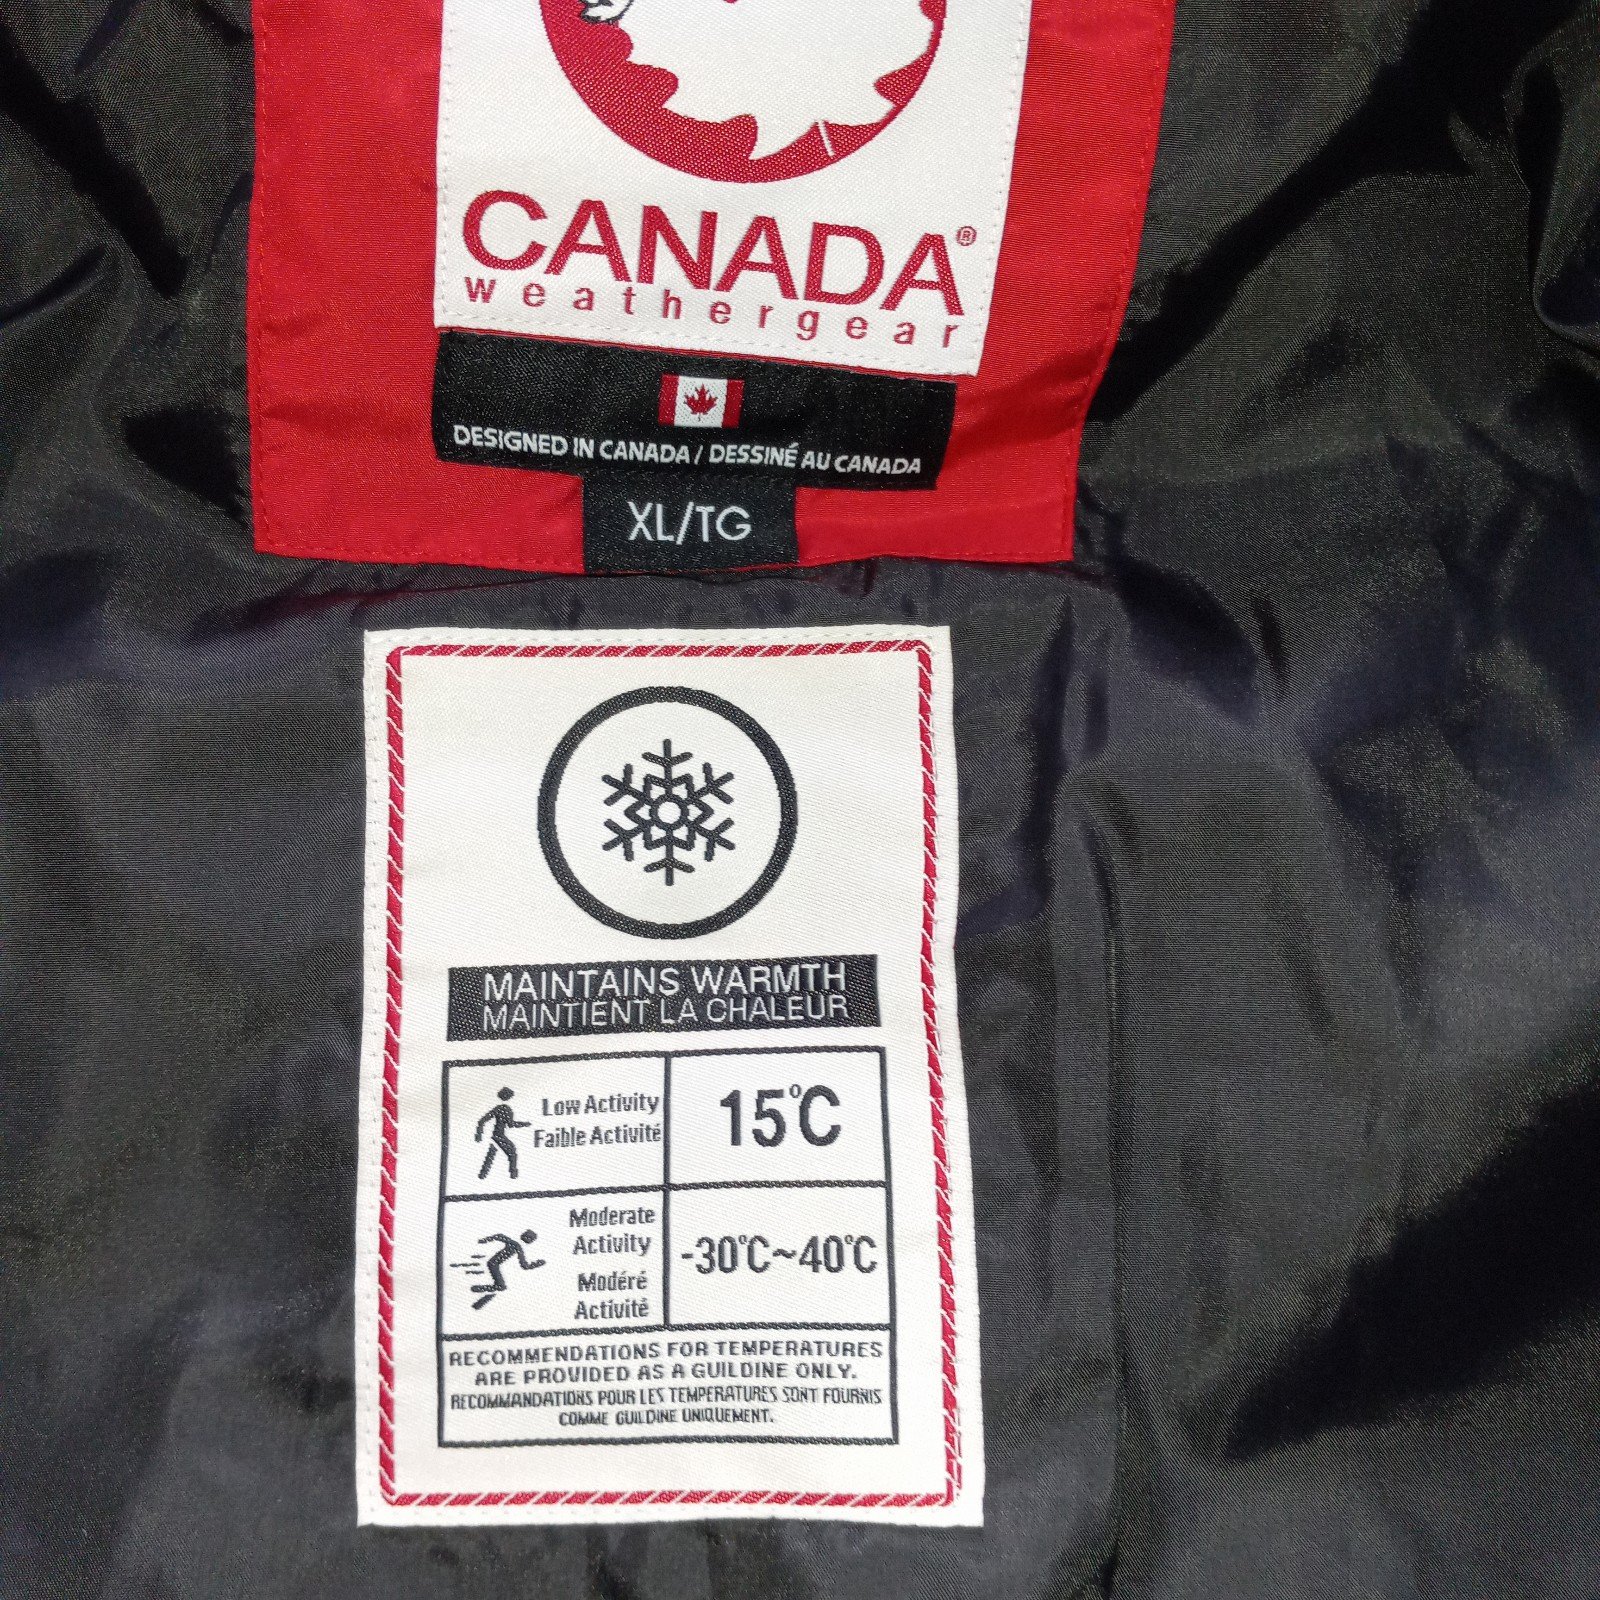 CANADA®
weathergear
DESIGNED IN CANADA / DESSINÉ AU CANADA
XL/TG
MAINTAINS WARMTH
MAINTIENT LA CHALEUR
Low Activity
Faible Activité
15°C
Moderate
Activity
Modéré
Activité
-30°C~40°C
RECOMMENDATIONS FOR TEMPERATURES
ARE PROVIDED AS A GUILDINE ONLY.
RECOMMANDATIONS POUR LES TEMPERATURES SONT FOURNIS
COMME GUILDINE UNIQUEMENT.